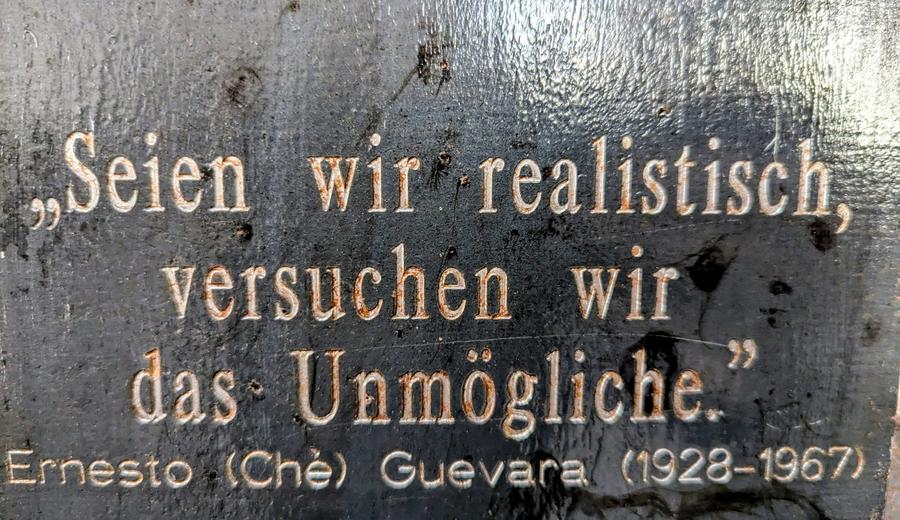 „Seien wir realistisch,
versuchen wir
das Unmögliche.”
Ernesto (Chè) Guevara (1928-1967)